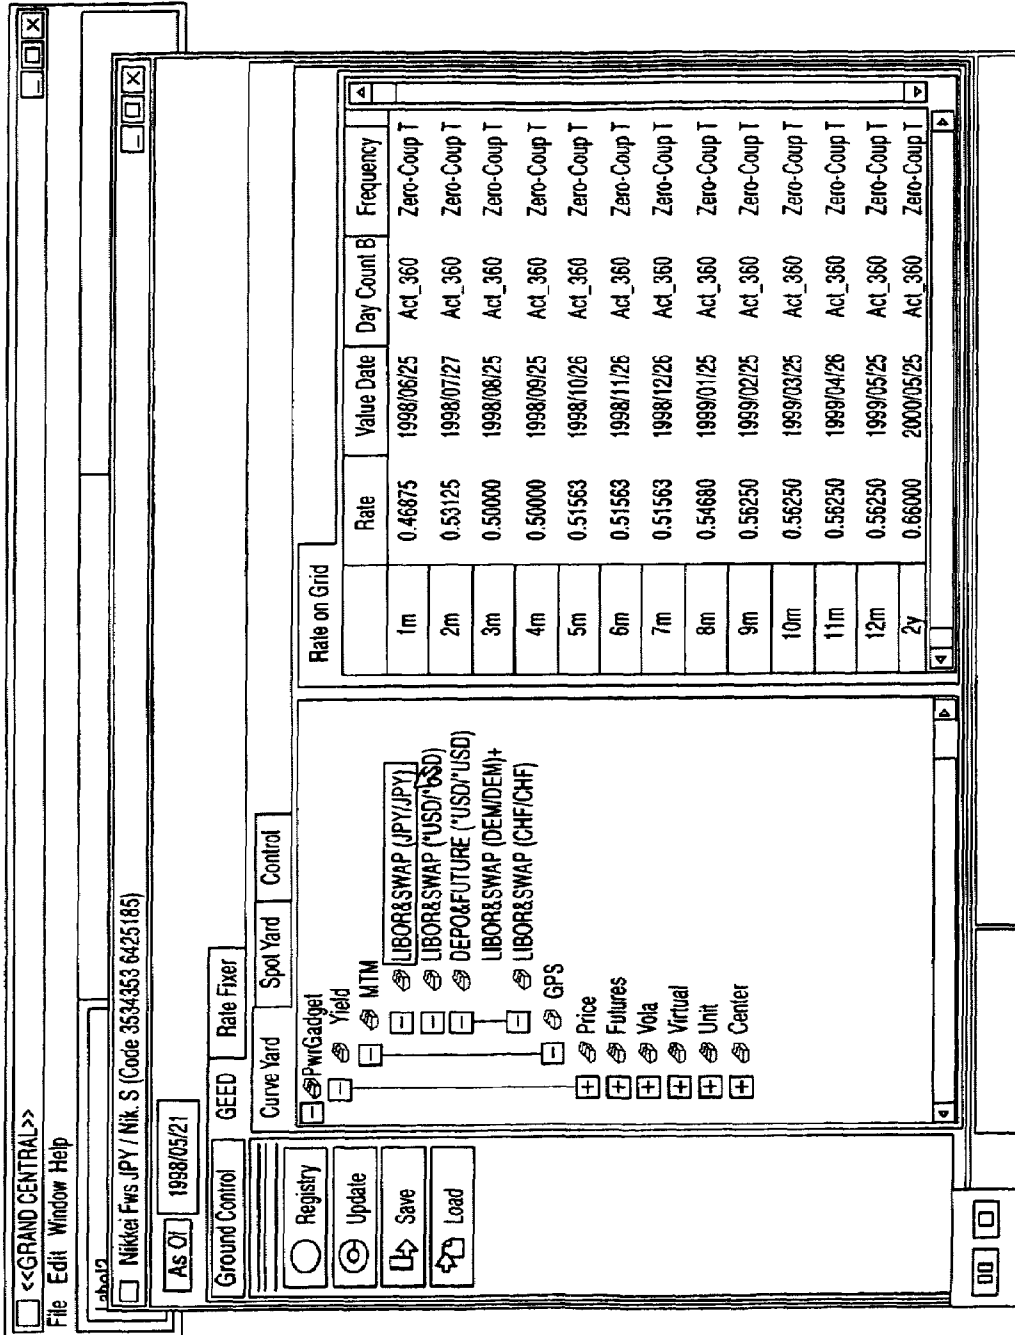 <<GRAND CENTRAL>>
File Edit Window Help
Nikkei Fws JPY / Nik. S (Code 3534353 6425185)
As Of 1998/05/21
Ground Control GEED Rate Fixer
Curve Yard Spot Yard Control
Registry
Update
Save
Load
PwrGadget
Yield
MTM
LIBOR&SWAP (JPY/JPY)
LIBOR&SWAP (*USD/*USD)
DEPO&FUTURE (*USD/*USD)
LIBOR&SWAP (DEM/DEM)+
LIBOR&SWAP (CHF/CHF)
GPS
Price
Futures
Vola
Virtual
Unit
Center
Rate on Grid
Rate Value Date Day Count B Frequency
1m 0.46875 1998/06/25 Act_360 Zero-Coup T
2m 0.53125 1998/07/27 Act_360 Zero-Coup T
3m 0.50000 1998/08/25 Act_360 Zero-Coup T
4m 0.50000 1998/09/25 Act_360 Zero-Coup T
5m 0.51563 1998/10/26 Act_360 Zero-Coup T
6m 0.51563 1998/11/26 Act_360 Zero-Coup T
7m 0.51563 1998/12/26 Act_360 Zero-Coup T
8m 0.54680 1999/01/25 Act_360 Zero-Coup T
9m 0.56250 1999/02/25 Act_360 Zero-Coup T
10m 0.56250 1999/03/25 Act_360 Zero-Coup T
11m 0.56250 1999/04/26 Act_360 Zero-Coup T
12m 0.56250 1999/05/25 Act_360 Zero-Coup T
2y 0.66000 2000/05/25 Act_360 Zero-Coup T